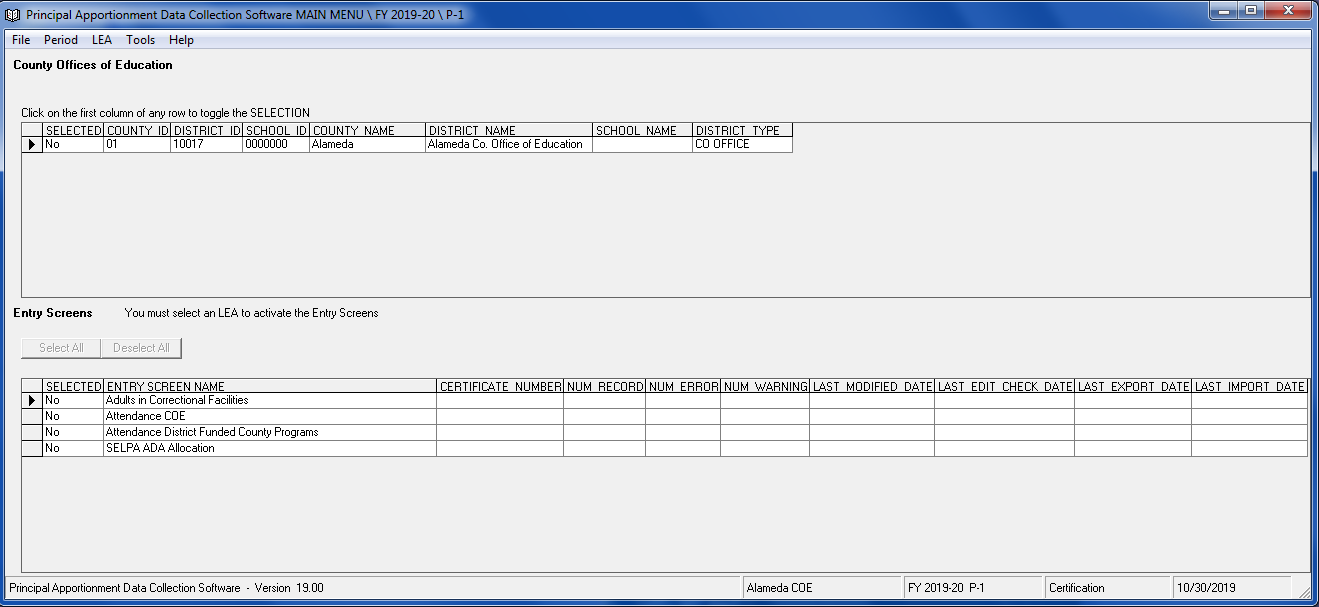 Principal Apportionment Data Collection Software MAIN MENU \ FY 2019-20 \ P-1
File Period LEA Tools Help
County Offices of Education
Click on the first column of any row to toggle the SELECTION
SELECTED COUNTY_ID DISTRICT_ID SCHOOL_ID COUNTY_NAME DISTRICT_NAME SCHOOL_NAME DISTRICT_TYPE
No 01 10017 0000000 Alameda Alameda Co. Office of Education CO OFFICE
Entry Screens You must select an LEA to activate the Entry Screens
Select All Deselect All
SELECTED ENTRY SCREEN NAME CERTIFICATE_NUMBER NUM_RECORD NUM_ERROR NUM_WARNING LAST_MODIFIED_DATE LAST_EDIT_CHECK_DATE LAST_EXPORT_DATE LAST_IMPORT_DATE
No Adults in Correctional Facilities
No Attendance COE
No Attendance District Funded County Programs
No SELPA ADA Allocation
Principal Apportionment Data Collection Software - Version 19.00 Alameda COE FY 2019-20 P-1 Certification 10/30/2019